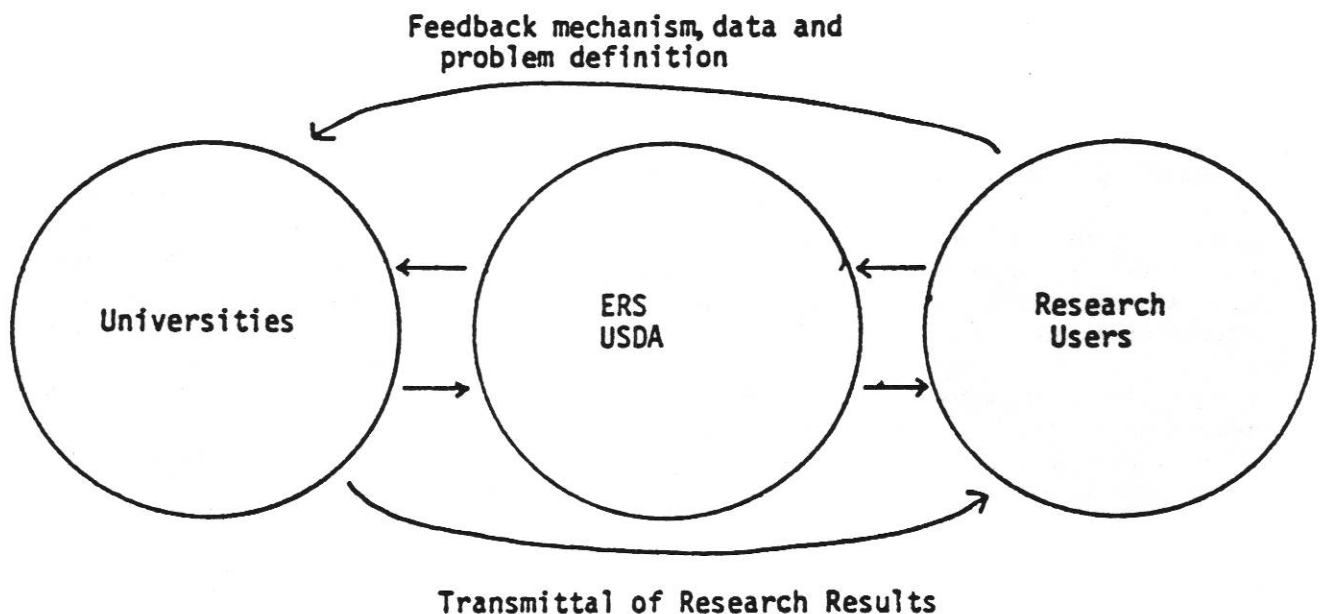 Feedback mechanism, data and
problem definition
Universities
ERS
USDA
Research
Users
Transmittal of Research Results